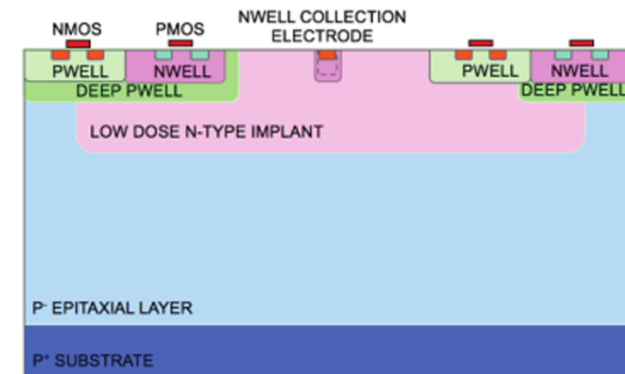 NMOS
PMOS
NWELL COLLECTION
ELECTRODE
PWELL
NWELL
PWELL
NWELL
DEEP PWELL
DEEP PWELL
LOW DOSE N-TYPE IMPLANT
P⁻ EPITAXIAL LAYER
P⁺ SUBSTRATE